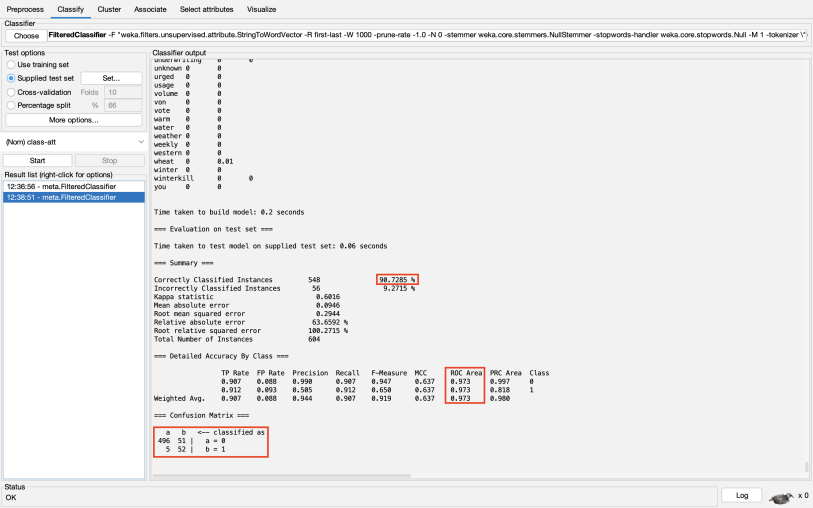 Preprocess Classify Cluster Associate Select attributes Visualize
Classifier
Choose FilteredClassifier -F "weka.filters.unsupervised.attribute.StringToWordVector -R first-last -W 1000 -prune-rate -1.0 -N 0 -stemmer weka.core.stemmers.NullStemmer -stopwords-handler weka.core.stopwords.Null -M 1 -tokenizer \"
Test options
Use training set
Supplied test set Set...
Cross-validation Folds 10
Percentage split % 66
More options...
(Nom) class-att
Start Stop
Result list (right-click for options)
12:36:56 - meta.FilteredClassifier
12:38:51 - meta.FilteredClassifier
Classifier output
underwriting 0 0
unknown 0 0
urged 0 0
usage 0 0
volume 0 0
von 0 0
vote 0 0
warm 0 0
water 0 0
weather 0 0
weekly 0 0
western 0 0
wheat 0 0.01
winter 0 0
winterkill 0 0
you 0 0
Time taken to build model: 0.2 seconds
=== Evaluation on test set ===
Time taken to test model on supplied test set: 0.06 seconds
=== Summary ===
Correctly Classified Instances 548 90.7285 %
Incorrectly Classified Instances 56 9.2715 %
Kappa statistic 0.6016
Mean absolute error 0.0946
Root mean squared error 0.2944
Relative absolute error 63.6592 %
Root relative squared error 100.2715 %
Total Number of Instances 604
=== Detailed Accuracy By Class ===
TP Rate FP Rate Precision Recall F-Measure MCC ROC Area PRC Area Class
0.907 0.088 0.990 0.907 0.947 0.637 0.973 0.997 0
0.912 0.093 0.505 0.912 0.650 0.637 0.973 0.818 1
Weighted Avg. 0.907 0.088 0.944 0.907 0.919 0.637 0.973 0.980
=== Confusion Matrix ===
a b <-- classified as
496 51 | a = 0
5 52 | b = 1
Status
OK
Log x 0